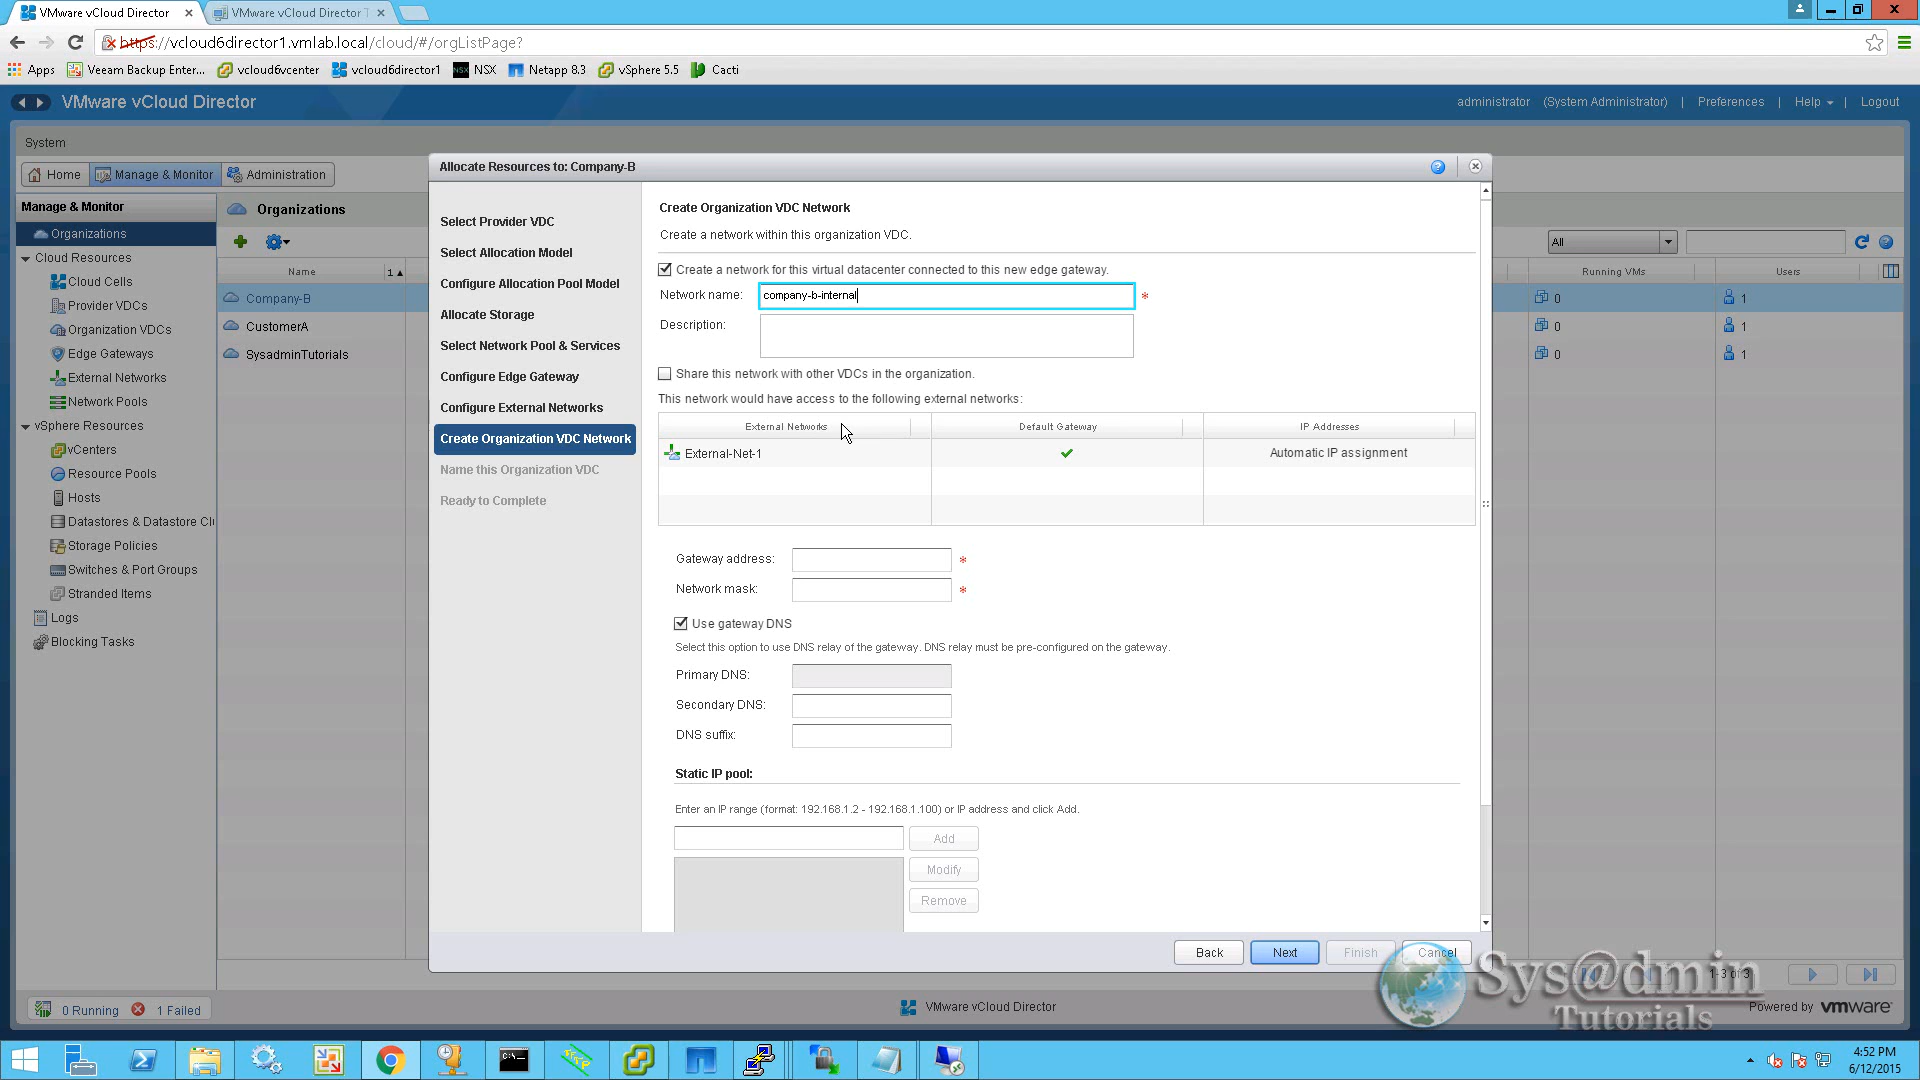 VMware vCloud Director
VMware vCloud Director T
https://vcloud6director1.vmlab.local/cloud/#/orgListPage?
Apps
Veeam Backup Enter...
vcloud6vcenter
vcloud6director1
NSX
NSX
Netapp 8.3
vSphere 5.5
Cacti
VMware vCloud Director
administrator (System Administrator) | Preferences | Help | Logout
System
Home
Manage & Monitor
Administration
Manage & Monitor
Organizations
Cloud Resources
Cloud Cells
Provider VDCs
Organization VDCs
Edge Gateways
External Networks
Network Pools
vSphere Resources
vCenters
Resource Pools
Hosts
Datastores & Datastore Cl
Storage Policies
Switches & Port Groups
Stranded Items
Logs
Blocking Tasks
Organizations
Name 1
Company-B
CustomerA
SysadminTutorials
All
Running VMs
Users
0 1
0 1
0 1
Allocate Resources to: Company-B
Select Provider VDC
Select Allocation Model
Configure Allocation Pool Model
Allocate Storage
Select Network Pool & Services
Configure Edge Gateway
Configure External Networks
Create Organization VDC Network
Name this Organization VDC
Ready to Complete
Create Organization VDC Network
Create a network within this organization VDC.
Create a network for this virtual datacenter connected to this new edge gateway.
Network name: company-b-internal *
Description:
Share this network with other VDCs in the organization.
This network would have access to the following external networks:
External Networks Default Gateway IP Addresses
External-Net-1 Automatic IP assignment
Gateway address: *
Network mask: *
Use gateway DNS
Select this option to use DNS relay of the gateway. DNS relay must be pre-configured on the gateway.
Primary DNS:
Secondary DNS:
DNS suffix:
Static IP pool:
Enter an IP range (format: 192.168.1.2 - 192.168.1.100) or IP address and click Add.
Add
Modify
Remove
Back
Next
Finish
Cancel
1-3 of 3
Sys@dmin
Tutorials
0 Running
1 Failed
VMware vCloud Director
Powered by vmware
4:52 PM
6/12/2015